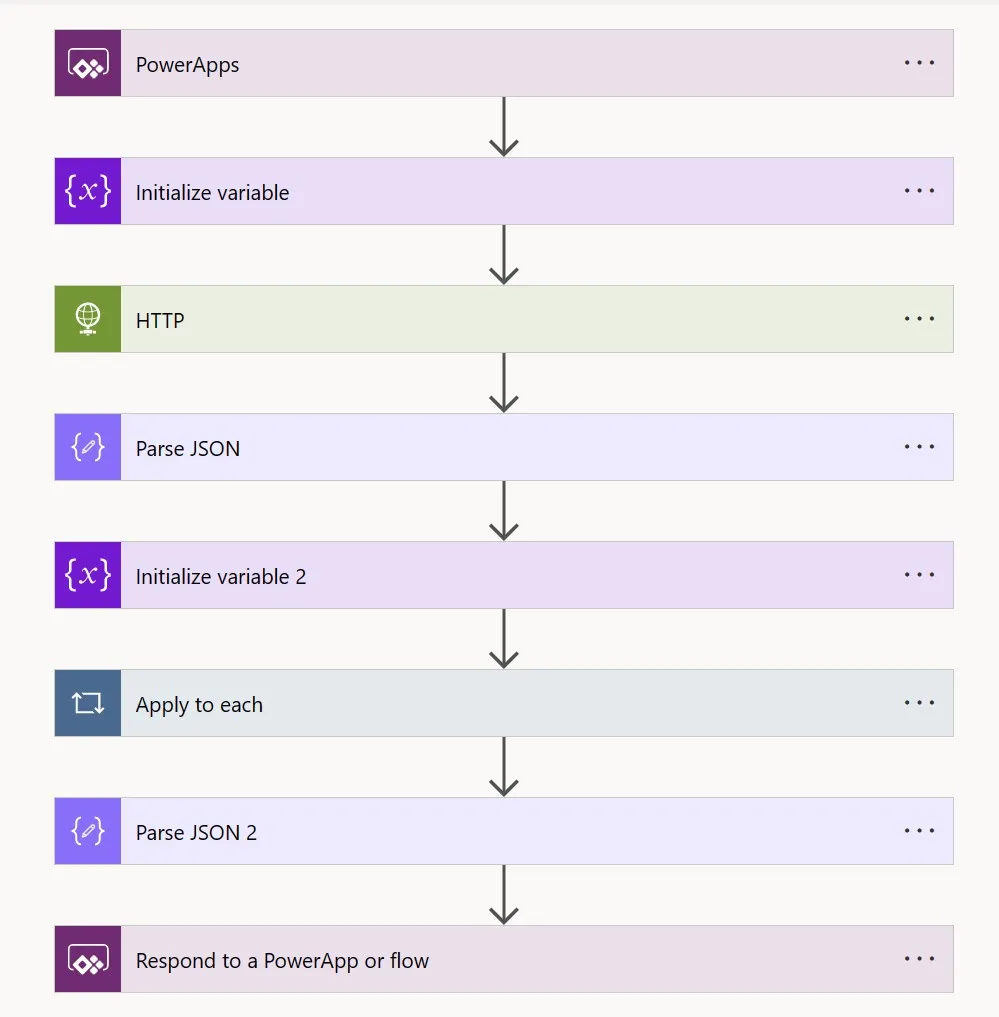 PowerApps
Initialize variable
HTTP
Parse JSON
Initialize variable 2
Apply to each
Parse JSON 2
Respond to a PowerApp or flow